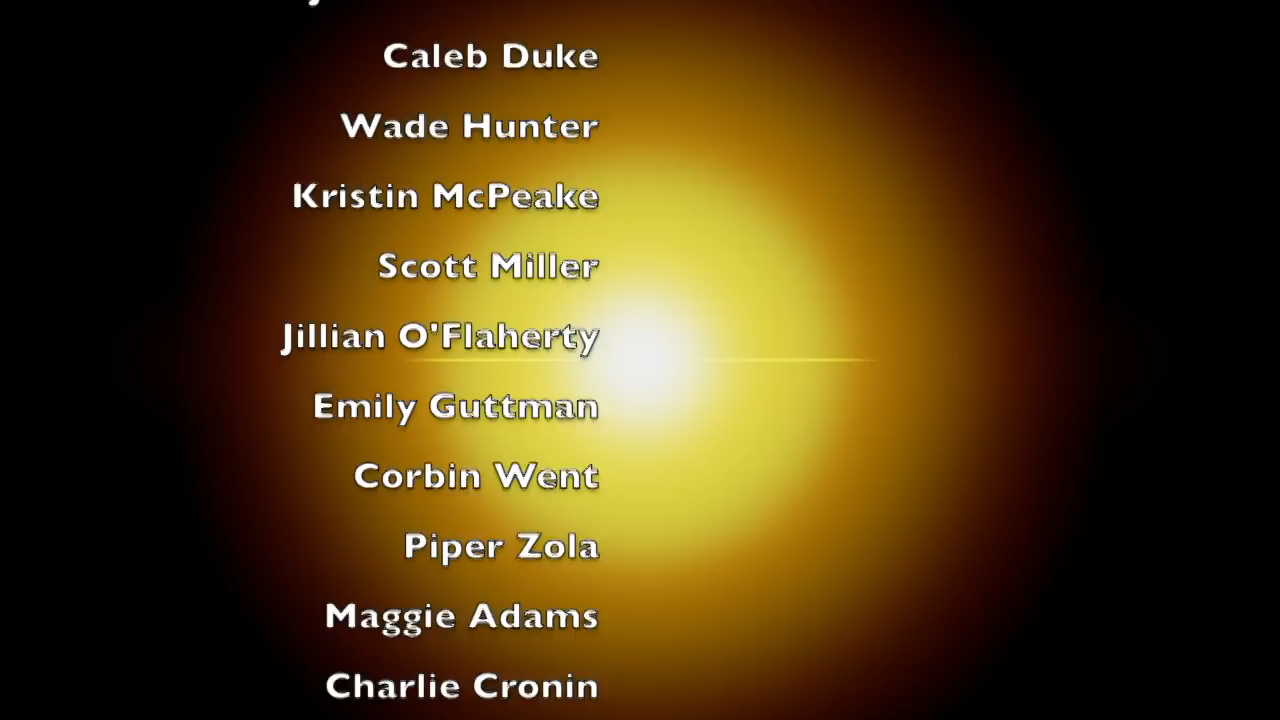 Caleb Duke
Wade Hunter
Kristin McPeake
Scott Miller
Jillian O'Flaherty
Emily Guttman
Corbin Went
Piper Zola
Maggie Adams
Charlie Cronin